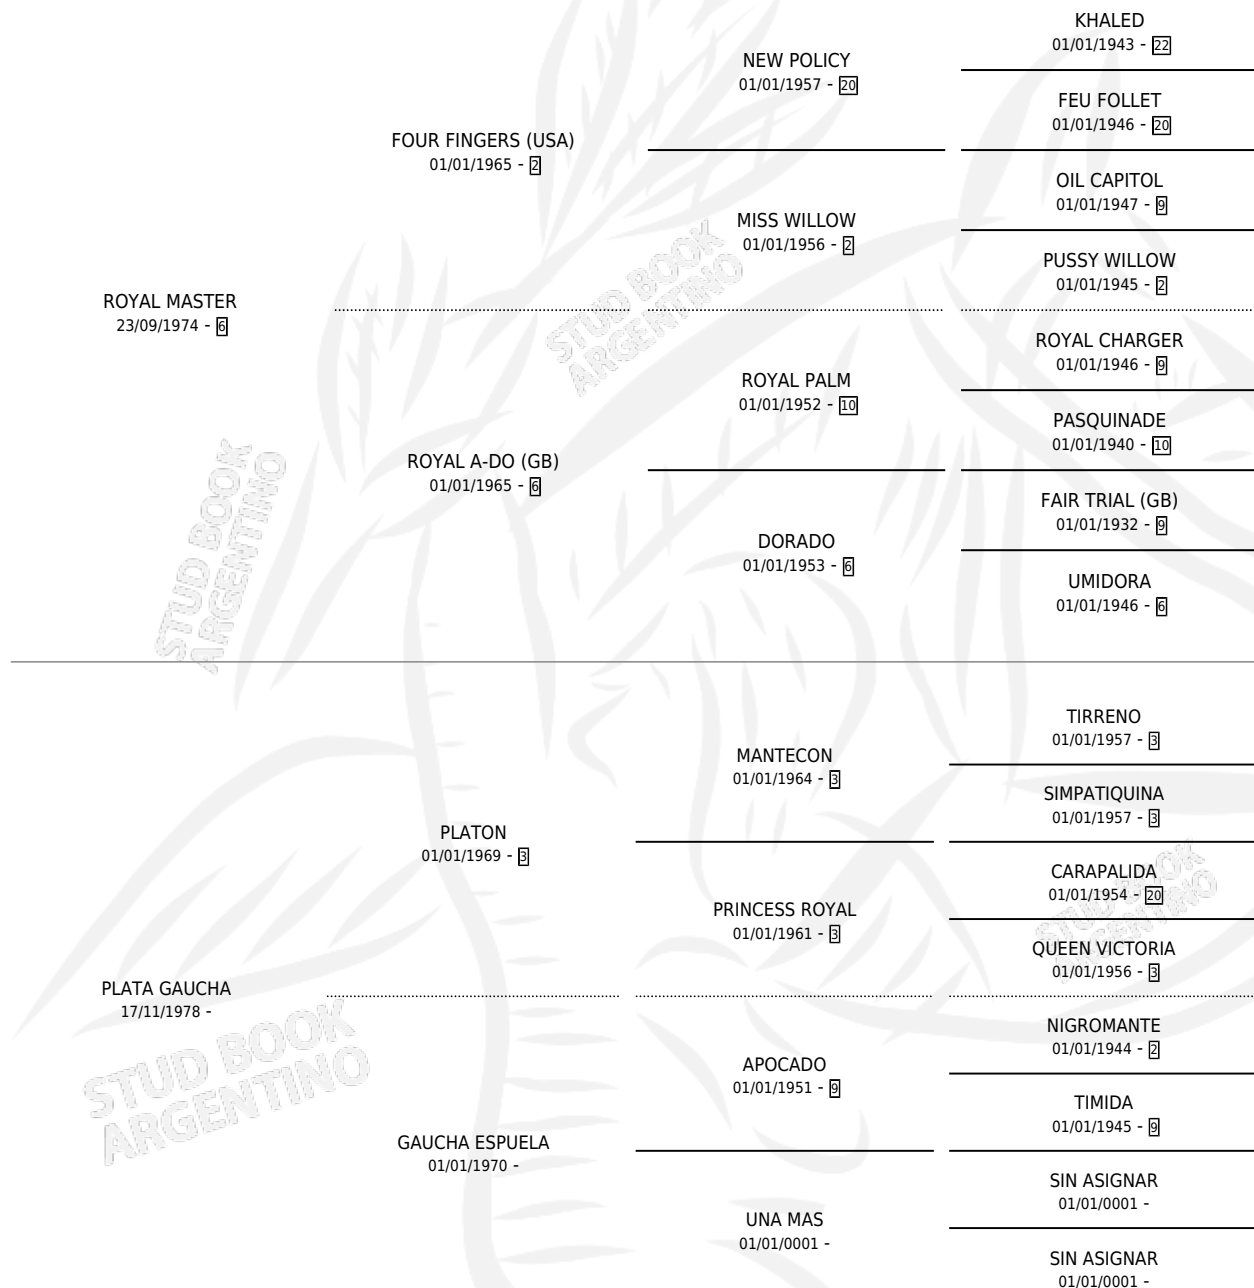 KHALED
01/01/1943 - 22
NEW POLICY
01/01/1957 - 20
FEU FOLLET
01/01/1946 - 20
FOUR FINGERS (USA)
01/01/1965 - 2
OIL CAPITOL
01/01/1947 - 9
MISS WILLOW
01/01/1956 - 2
PUSSY WILLOW
01/01/1945 - 2
ROYAL MASTER
23/09/1974 - 6
ROYAL CHARGER
01/01/1946 - 9
ROYAL PALM
01/01/1952 - 10
PASQUINADE
01/01/1940 - 10
ROYAL A-DO (GB)
01/01/1965 - 6
FAIR TRIAL (GB)
01/01/1932 - 9
DORADO
01/01/1953 - 6
UMIDORA
01/01/1946 - 6
TIRRENO
01/01/1957 - 3
MANTECON
01/01/1964 - 3
SIMPATIQUINA
01/01/1957 - 3
PLATON
01/01/1969 - 3
CARAPALIDA
01/01/1954 - 20
PRINCESS ROYAL
01/01/1961 - 3
QUEEN VICTORIA
01/01/1956 - 3
PLATA GAUCHA
17/11/1978 -
NIGROMANTE
01/01/1944 - 2
APOCADO
01/01/1951 - 9
TIMIDA
01/01/1945 - 9
GAUCHA ESPUELA
01/01/1970 -
SIN ASIGNAR
01/01/0001 -
UNA MAS
01/01/0001 -
SIN ASIGNAR
01/01/0001 -
STUD BOOK
ARGENTINO
STUD BOOK
ARGENTINO
STUD BOOK
ARGENTINO
STUD BOOK
ARGENTINO